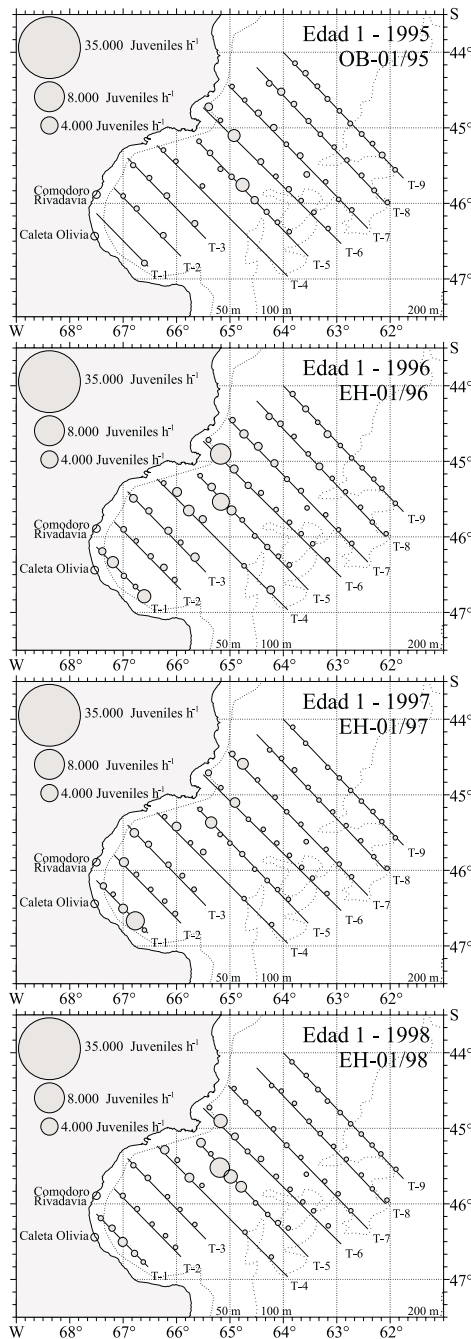 S
Edad 1 - 1995
OB-01/95
35.000 Juveniles h⁻¹
8.000 Juveniles h⁻¹
4.000 Juveniles h⁻¹
44°
45°
46°
47°
Comodoro
Rivadavia
Caleta Olivia
T-1
T-2
T-3
T-4
T-5
T-6
T-7
T-8
T-9
50 m
100 m
200 m
W
68°
67°
66°
65°
64°
63°
62°
S
Edad 1 - 1996
EH-01/96
35.000 Juveniles h⁻¹
8.000 Juveniles h⁻¹
4.000 Juveniles h⁻¹
44°
45°
46°
47°
Comodoro
Rivadavia
Caleta Olivia
T-1
T-2
T-3
T-4
T-5
T-6
T-7
T-8
T-9
50 m
100 m
200 m
W
68°
67°
66°
65°
64°
63°
62°
S
Edad 1 - 1997
EH-01/97
35.000 Juveniles h⁻¹
8.000 Juveniles h⁻¹
4.000 Juveniles h⁻¹
44°
45°
46°
47°
Comodoro
Rivadavia
Caleta Olivia
T-1
T-2
T-3
T-4
T-5
T-6
T-7
T-8
T-9
50 m
100 m
200 m
W
68°
67°
66°
65°
64°
63°
62°
S
Edad 1 - 1998
EH-01/98
35.000 Juveniles h⁻¹
8.000 Juveniles h⁻¹
4.000 Juveniles h⁻¹
44°
45°
46°
47°
Comodoro
Rivadavia
Caleta Olivia
T-1
T-2
T-3
T-4
T-5
T-6
T-7
T-8
T-9
50 m
100 m
200 m
W
68°
67°
66°
65°
64°
63°
62°